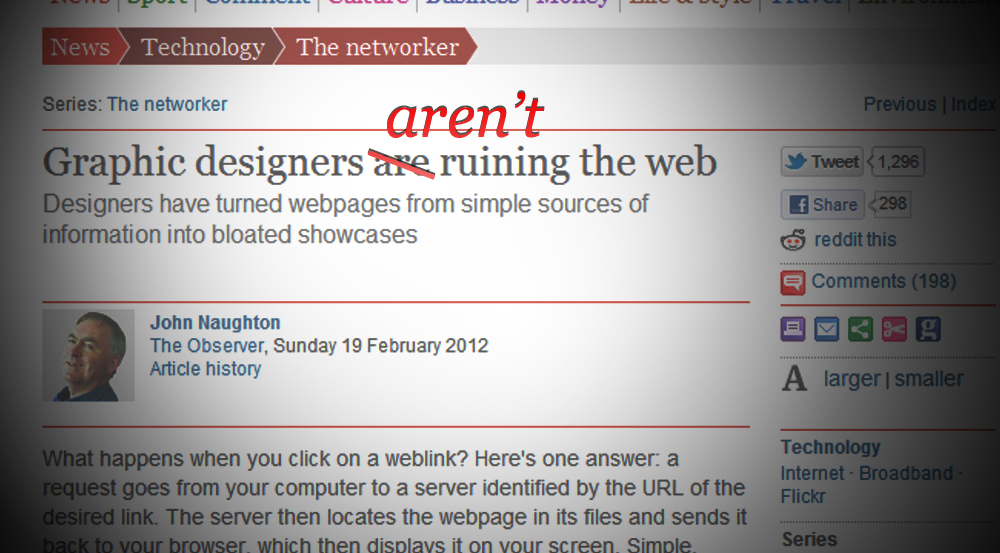 News Sport Comment Culture Business Money Life & style Travel
News Technology The networker
Series: The networker
Previous | Index
aren't
Graphic designers are ruining the web
Designers have turned webpages from simple sources of
information into bloated showcases
Tweet 1,296
Share 298
reddit this
Comments (198)
g
A larger | smaller
John Naughton
The Observer, Sunday 19 February 2012
Article history
What happens when you click on a weblink? Here's one answer: a
request goes from your computer to a server identified by the URL of the
desired link. The server then locates the webpage in its files and sends it
back to your browser, which then displays it on your screen. Simple.
Technology
Internet · Broadband ·
Flickr
Series